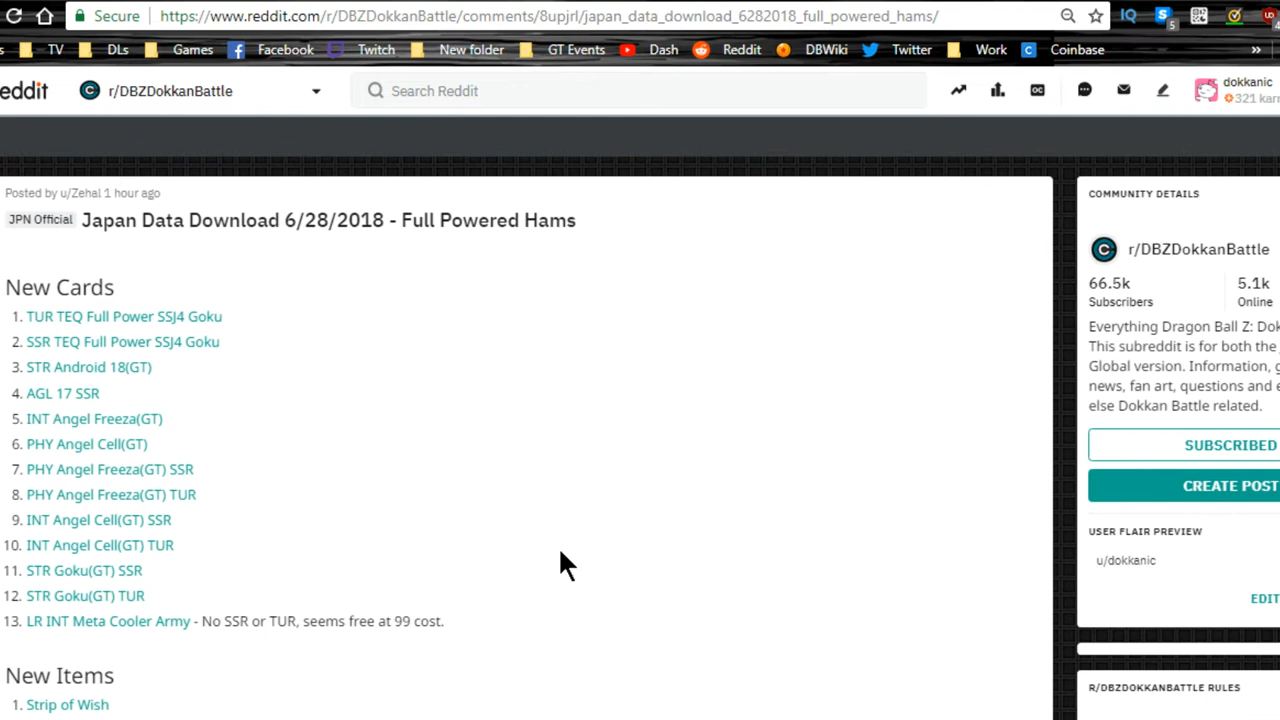 Secure
https://www.reddit.com/r/DBZDokkanBattle/comments/8upjrl/japan_data_download_6282018_full_powered_hams/
5
s TV DLs Games Facebook Twitch New folder GT Events Dash Reddit DBWiki Twitter Work Coinbase »
eddit r/DBZDokkanBattle Search Reddit dokkanic
321 kar
Posted by u/Zehal 1 hour ago
JPN Official Japan Data Download 6/28/2018 - Full Powered Hams
New Cards
1. TUR TEQ Full Power SSJ4 Goku
2. SSR TEQ Full Power SSJ4 Goku
3. STR Android 18(GT)
4. AGL 17 SSR
5. INT Angel Freeza(GT)
6. PHY Angel Cell(GT)
7. PHY Angel Freeza(GT) SSR
8. PHY Angel Freeza(GT) TUR
9. INT Angel Cell(GT) SSR
10. INT Angel Cell(GT) TUR
11. STR Goku(GT) SSR
12. STR Goku(GT) TUR
13. LR INT Meta Cooler Army - No SSR or TUR, seems free at 99 cost.
New Items
1. Strip of Wish
COMMUNITY DETAILS
r/DBZDokkanBattle
66.5k 5.1k
Subscribers Online
Everything Dragon Ball Z: Dok
This subreddit is for both the
Global version. Information, g
news, fan art, questions and e
else Dokkan Battle related.
SUBSCRIBED
CREATE POST
USER FLAIR PREVIEW
u/dokkanic
EDIT
R/DBZDOKKANBATTLE RULES